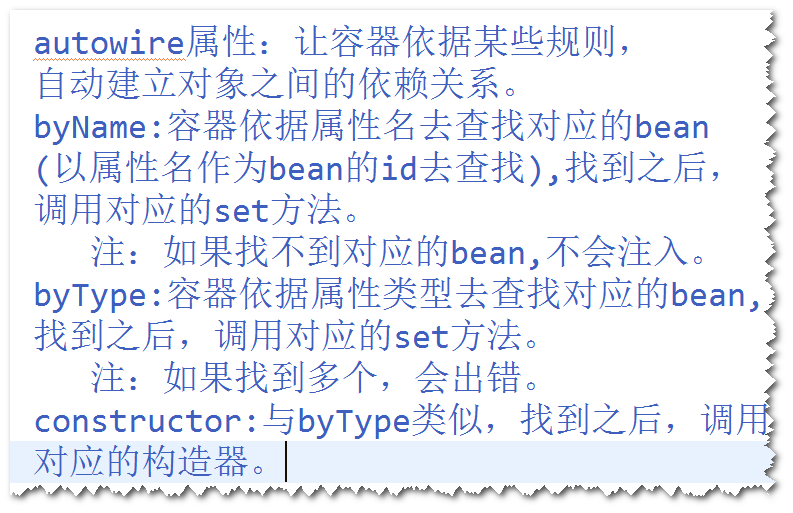 autowire属性：让容器依据某些规则，
自动建立对象之间的依赖关系。
byName:容器依据属性名去查找对应的bean
(以属性名作为bean的id去查找),找到之后，
调用对应的set方法。
注：如果找不到对应的bean,不会注入。
byType:容器依据属性类型去查找对应的bean,
找到之后，调用对应的set方法。
注：如果找到多个，会出错。
constructor:与byType类似，找到之后，调用
对应的构造器。